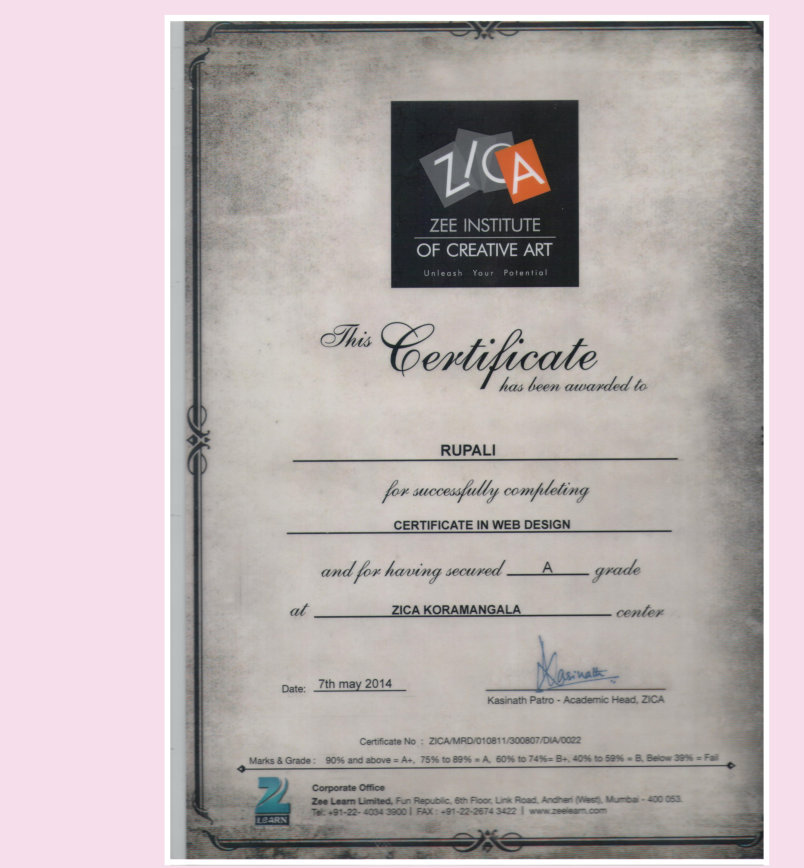 ZICA
ZEE INSTITUTE
OF CREATIVE ART
Unleash Your Potential
This Certificate
has been awarded to
RUPALI
for successfully completing
CERTIFICATE IN WEB DESIGN
and for having secured A grade
at ZICA KORAMANGALA center
Kasinath
Date: 7th may 2014
Kasinath Patro - Academic Head, ZICA
Certificate No : ZICA/MRD/010811/300807/DIA/0022
Marks & Grade : 90% and above = A+, 75% to 89% = A, 60% to 74%= B+, 40% to 59% = B, Below 39% = Fail
Corporate Office
Zee Learn Limited, Fun Republic, 6th Floor, Link Road, Andheri (West), Mumbai - 400 053.
Tel: +91-22- 4034 3900 | FAX : +91-22-2674 3422 | www.zeelearn.com
Z
LEARN